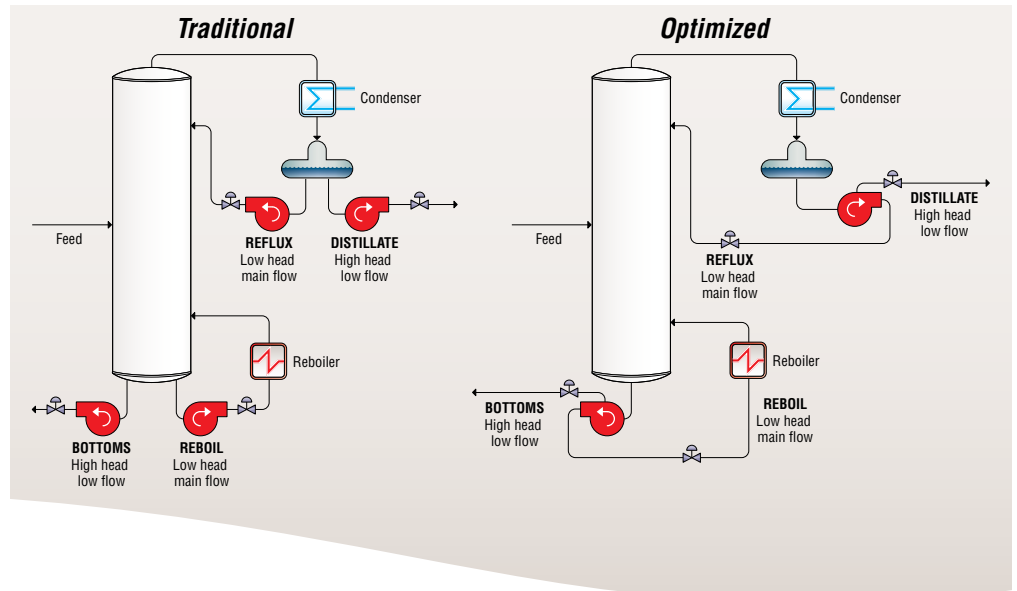 Traditional
Condenser
Feed
REFLUX
Low head
main flow
DISTILLATE
High head
low flow
Reboiler
BOTTOMS
High head
low flow
REBOIL
Low head
main flow
Optimized
Condenser
DISTILLATE
High head
low flow
Feed
REFLUX
Low head
main flow
Reboiler
BOTTOMS
High head
low flow
REBOIL
Low head
main flow